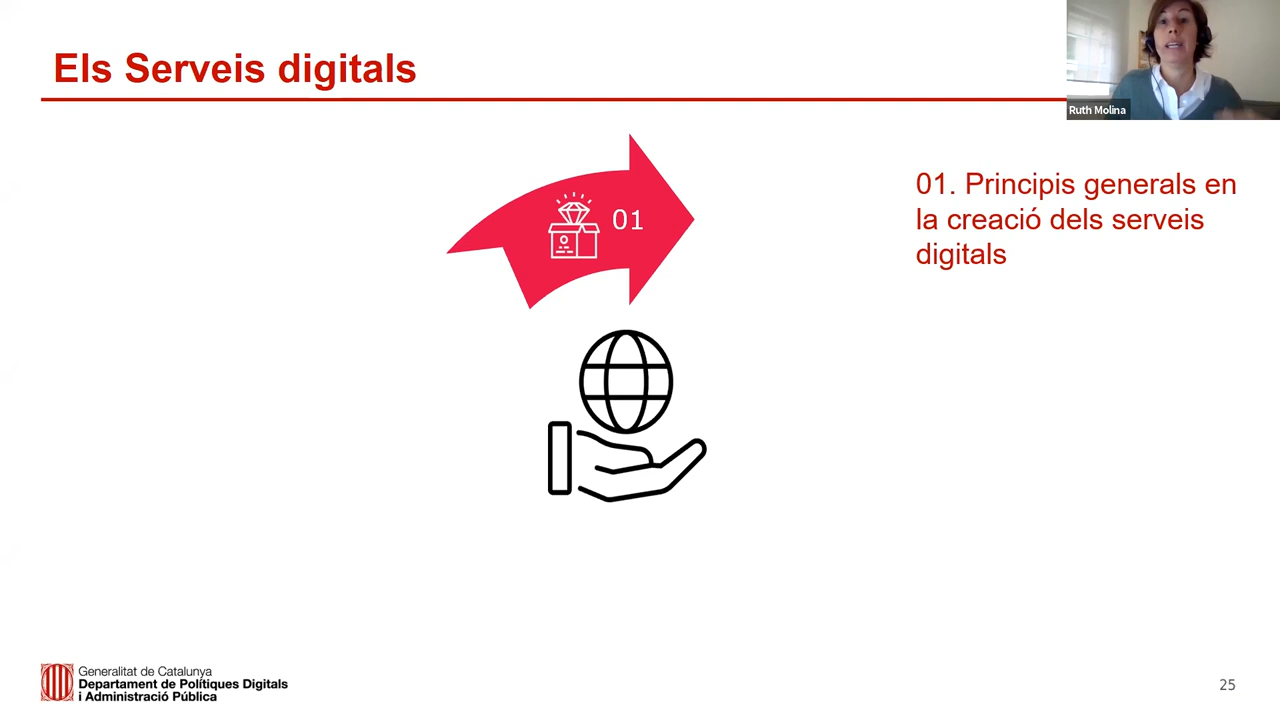 Els Serveis digitals
Ruth Molina
01
01. Principis generals en
la creació dels serveis
digitals
Generalitat de Catalunya
Departament de Polítiques Digitals
i Administració Pública
25